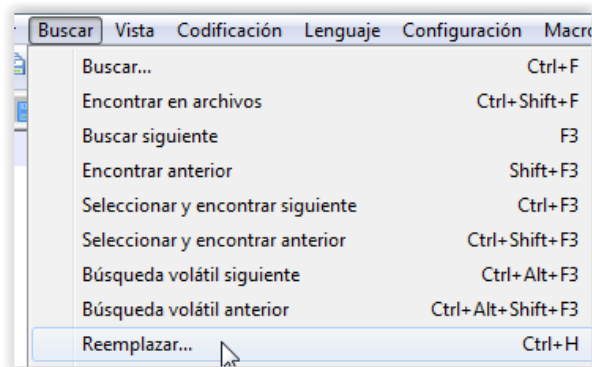 Buscar Vista Codificación Lenguaje Configuración
Buscar... Ctrl+F
Encontrar en archivos Ctrl+Shift+F
Buscar siguiente F3
Encontrar anterior Shift+F3
Seleccionar y encontrar siguiente Ctrl+F3
Seleccionar y encontrar anterior Ctrl+Shift+F3
Búsqueda volátil siguiente Ctrl+Alt+F3
Búsqueda volátil anterior Ctrl+Alt+Shift+F3
Reemplazar... Ctrl+H